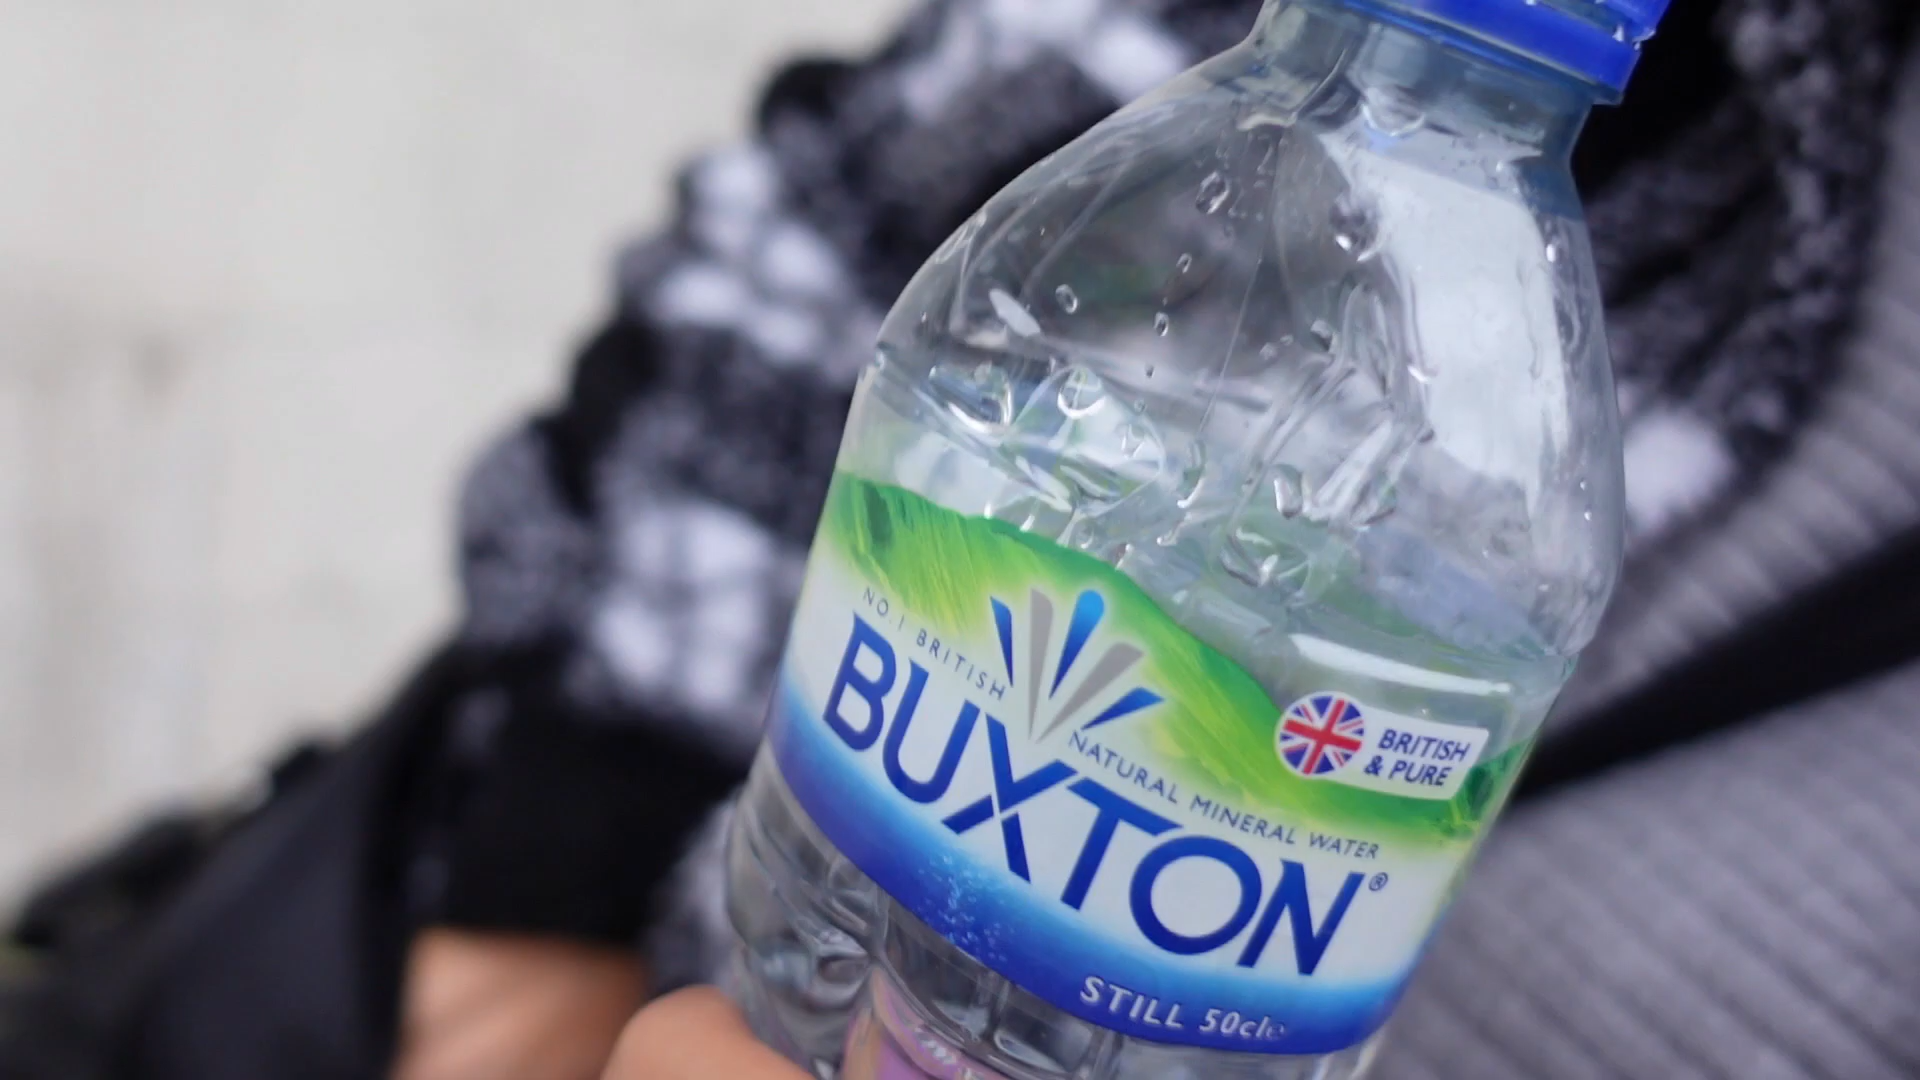 NO.1 BRITISH
BUXTON®
NATURAL MINERAL WATER
BRITISH
& PURE
STILL 50cle